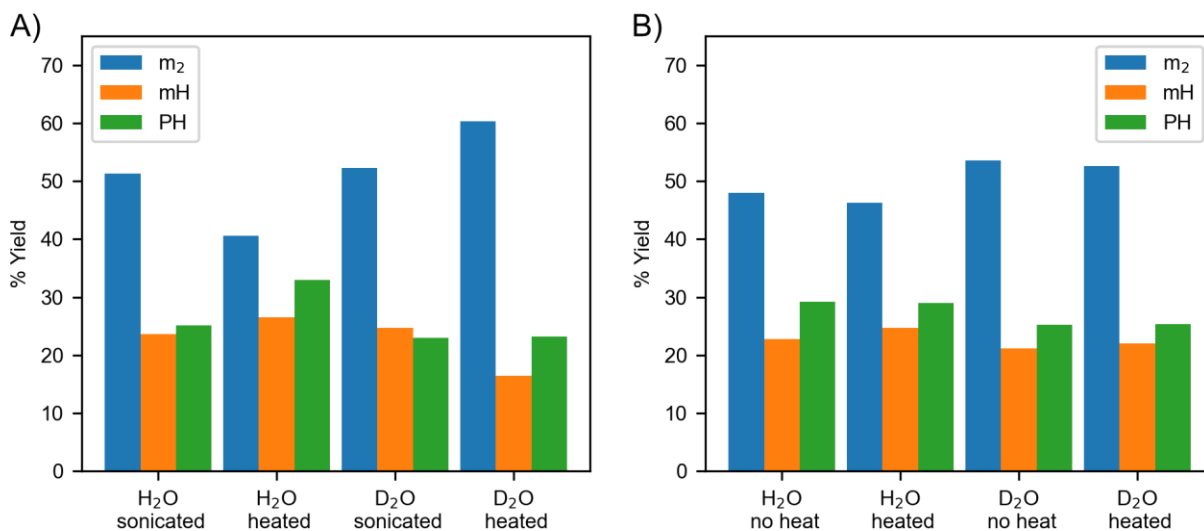 A)
% Yield
70
60
50
40
30
20
10
0
m₂
mH
PH
H₂O sonicated
H₂O heated
D₂O sonicated
D₂O heated
B)
% Yield
70
60
50
40
30
20
10
0
m₂
mH
PH
H₂O no heat
H₂O heated
D₂O no heat
D₂O heated